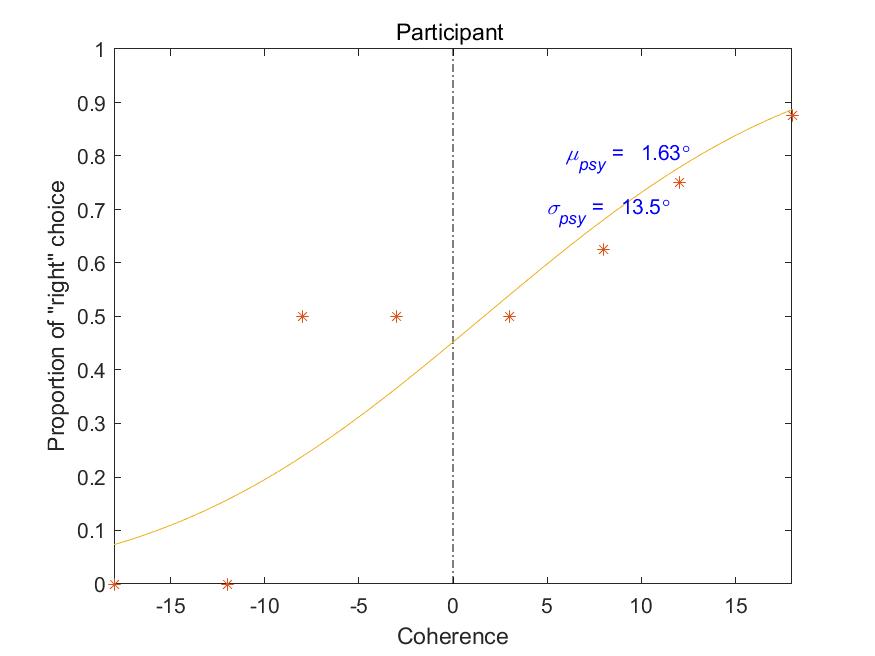 Participant
1
0.9
0.8
0.7
0.6
0.5
0.4
0.3
0.2
0.1
0
Proportion of "right" choice
μpsy = 1.63°
σpsy = 13.5°
-15 -10 -5 0 5 10 15
Coherence